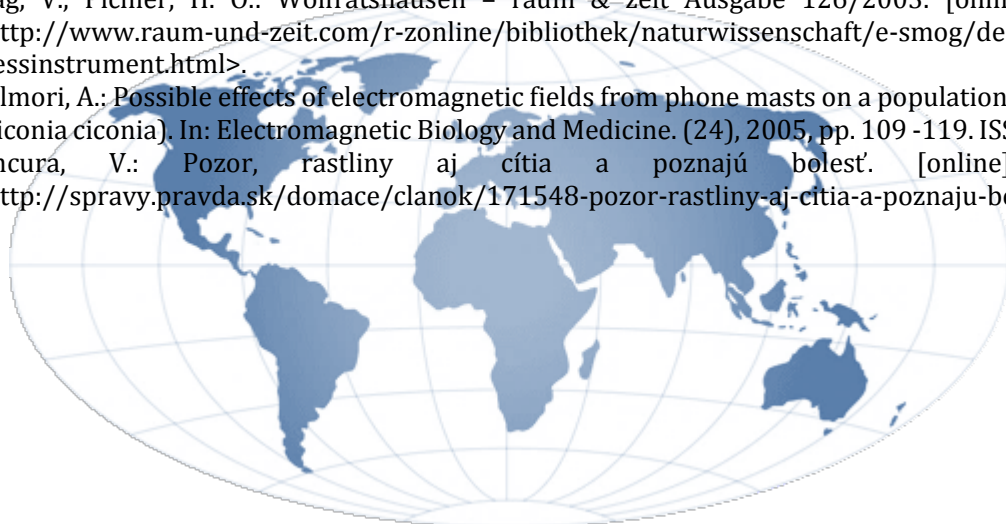 ag, V., Pichler, H. O.: Wolfratshausen – raum & zeit Ausgabe 126/2003. [onl
ttp://www.raum-und-zeit.com/r-zonline/bibliothek/naturwissenschaft/e-smog/de
essinstrument.html>.
lmori, A.: Possible effects of electromagnetic fields from phone masts on a population
iconia ciconia). In: Electromagnetic Biology and Medicine. (24), 2005, pp. 109 -119. ISS
ncura, V.: Pozor, rastliny aj cítia a poznajú bolesť. [online]
ttp://spravy.pravda.sk/domace/clanok/171548-pozor-rastliny-aj-citia-a-poznaju-bo